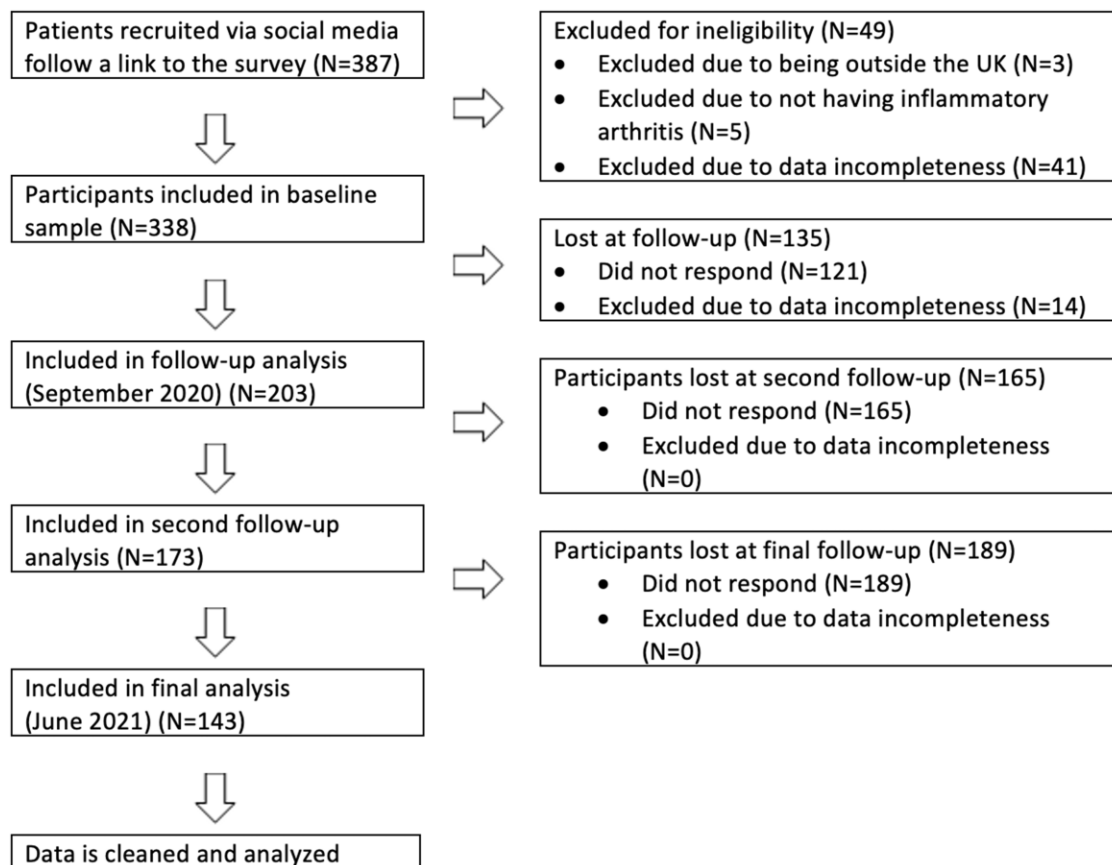 Patients recruited via social media
follow a link to the survey (N=387)
Excluded for ineligibility (N=49)
• Excluded due to being outside the UK (N=3)
• Excluded due to not having inflammatory
arthritis (N=5)
• Excluded due to data incompleteness (N=41)
Participants included in baseline
sample (N=338)
Lost at follow-up (N=135)
• Did not respond (N=121)
• Excluded due to data incompleteness (N=14)
Included in follow-up analysis
(September 2020) (N=203)
Participants lost at second follow-up (N=165)
• Did not respond (N=165)
• Excluded due to data incompleteness
(N=0)
Included in second follow-up
analysis (N=173)
Participants lost at final follow-up (N=189)
• Did not respond (N=189)
• Excluded due to data incompleteness
(N=0)
Included in final analysis
(June 2021) (N=143)
Data is cleaned and analyzed